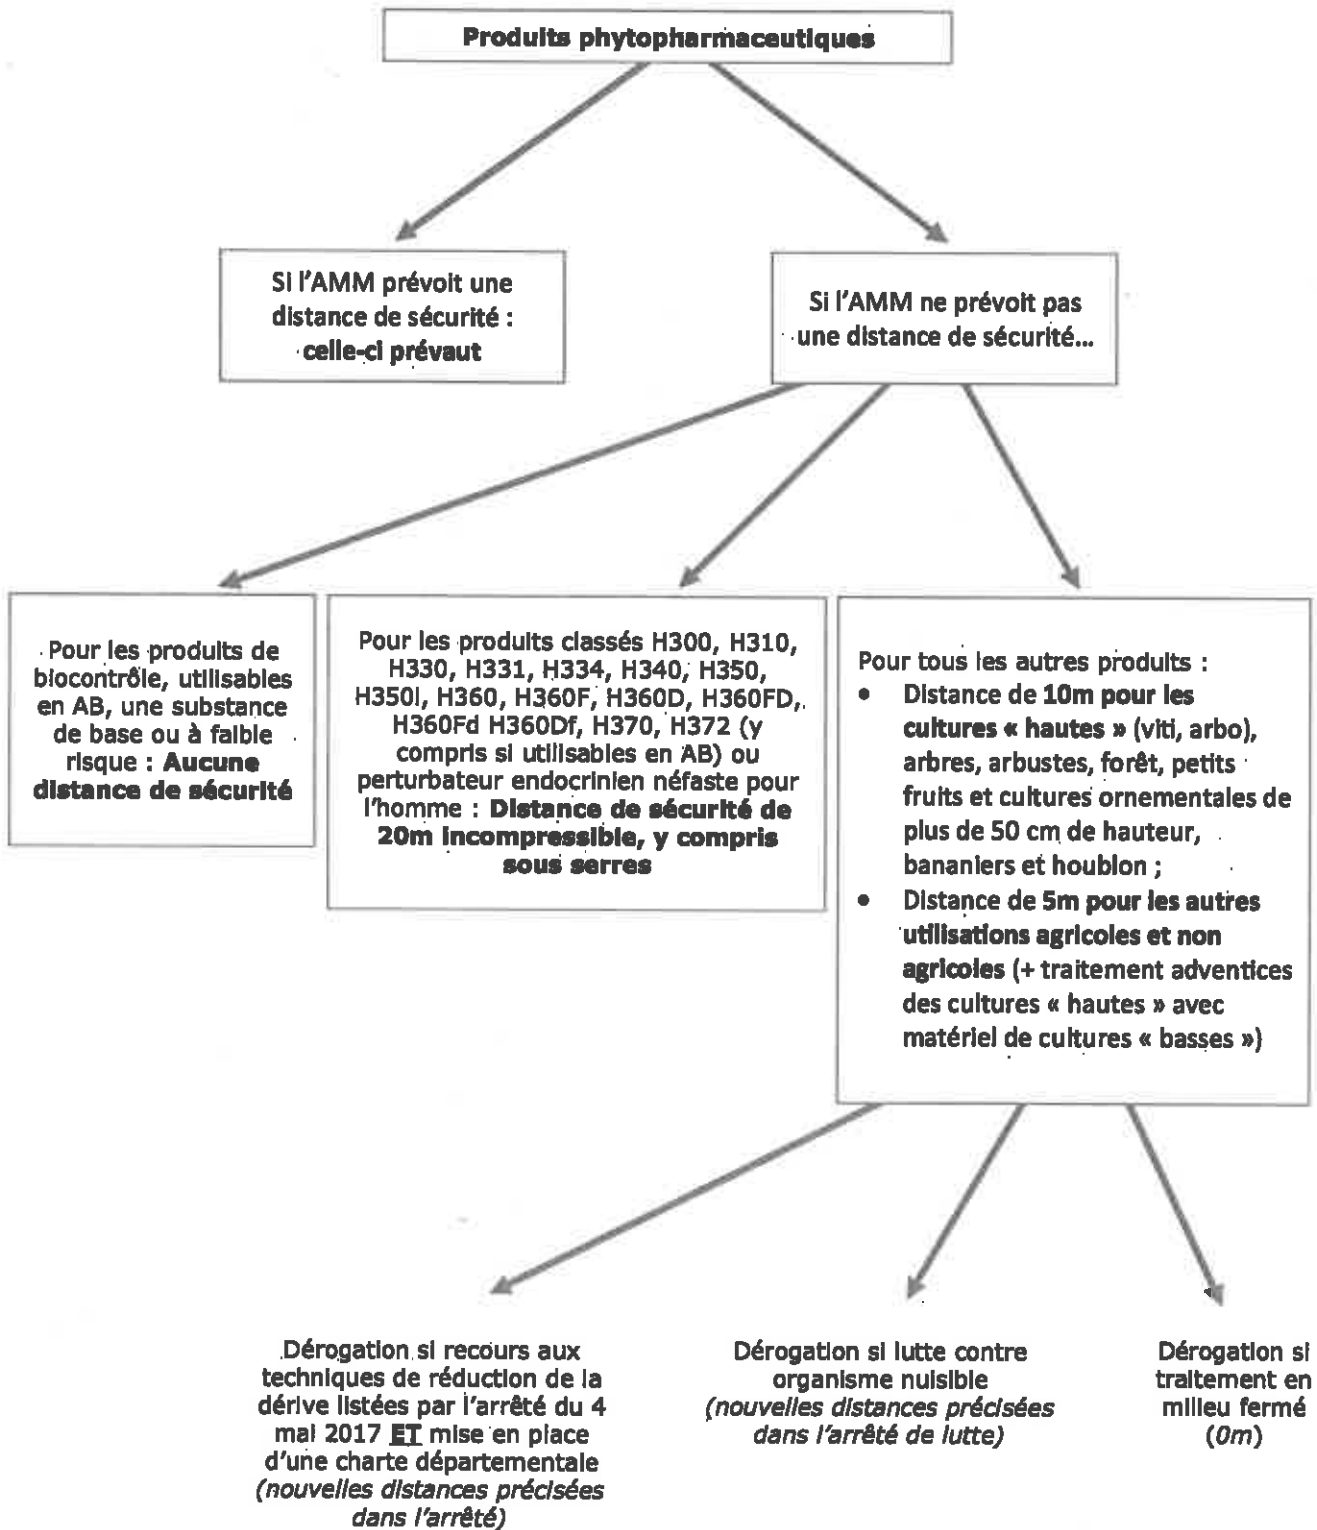 Produits phytopharmaceutiques
Si l'AMM prévoit une
distance de sécurité :
celle-ci prévaut
Si l'AMM ne prévoit pas
une distance de sécurité...
Pour les produits de
biocontrôle, utilisables
en AB, une substance
de base ou à faible
risque : Aucune
distance de sécurité
Pour les produits classés H300, H310,
H330, H331, H334, H340, H350,
H350i, H360, H360F, H360D, H360FD,
H360Fd H360Df, H370, H372 (y
compris si utilisables en AB) ou
perturbateur endocrinien néfaste pour
l'homme : Distance de sécurité de
20m incompressible, y compris
sous serres
Pour tous les autres produits :
• Distance de 10m pour les
cultures « hautes » (viti, arbo),
arbres, arbustes, forêt, petits
fruits et cultures ornementales de
plus de 50 cm de hauteur,
bananiers et houblon ;
• Distance de 5m pour les autres
utilisations agricoles et non
agricoles (+ traitement adventices
des cultures « hautes » avec
matériel de cultures « basses »)
Dérogation si recours aux
techniques de réduction de la
dérive listées par l'arrêté du 4
mai 2017 ET mise en place
d'une charte départementale
(nouvelles distances précisées
dans l'arrêté)
Dérogation si lutte contre
organisme nuisible
(nouvelles distances précisées
dans l'arrêté de lutte)
Dérogation si
traitement en
milieu fermé
(0m)